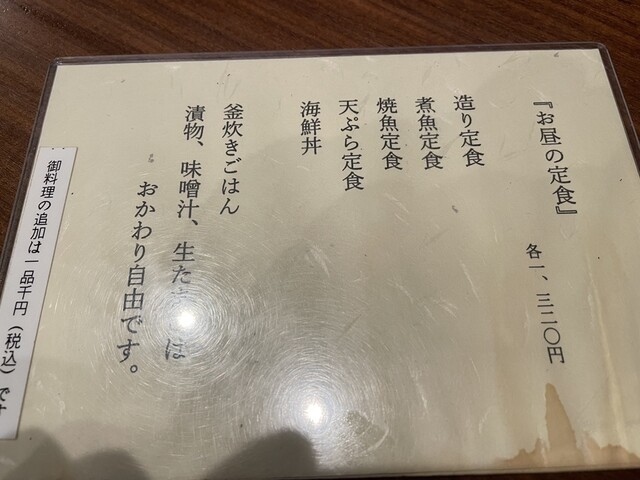 『お昼の定食』
各一、三二〇円
造り定食
煮魚定食
焼魚定食
天ぷら定食
海鮮丼
釜炊きごはん
漬物、味噌汁、生たまごは
おかわり自由です。
御料理の追加は一品千円（税込）です